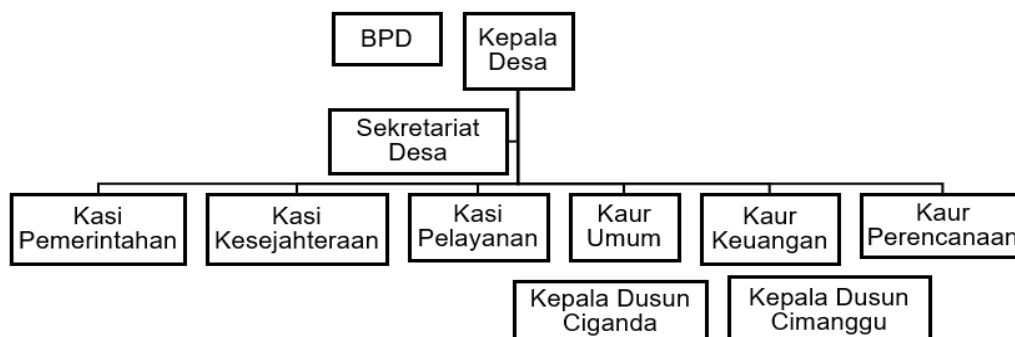 BPD
Kepala
Desa
Sekretariat
Desa
Kasi
Pemerintahan
Kasi
Kesejahteraan
Kasi
Pelayanan
Kaur
Umum
Kaur
Keuangan
Kaur
Perencanaan
Kepala Dusun
Ciganda
Kepala Dusun
Cimanggu